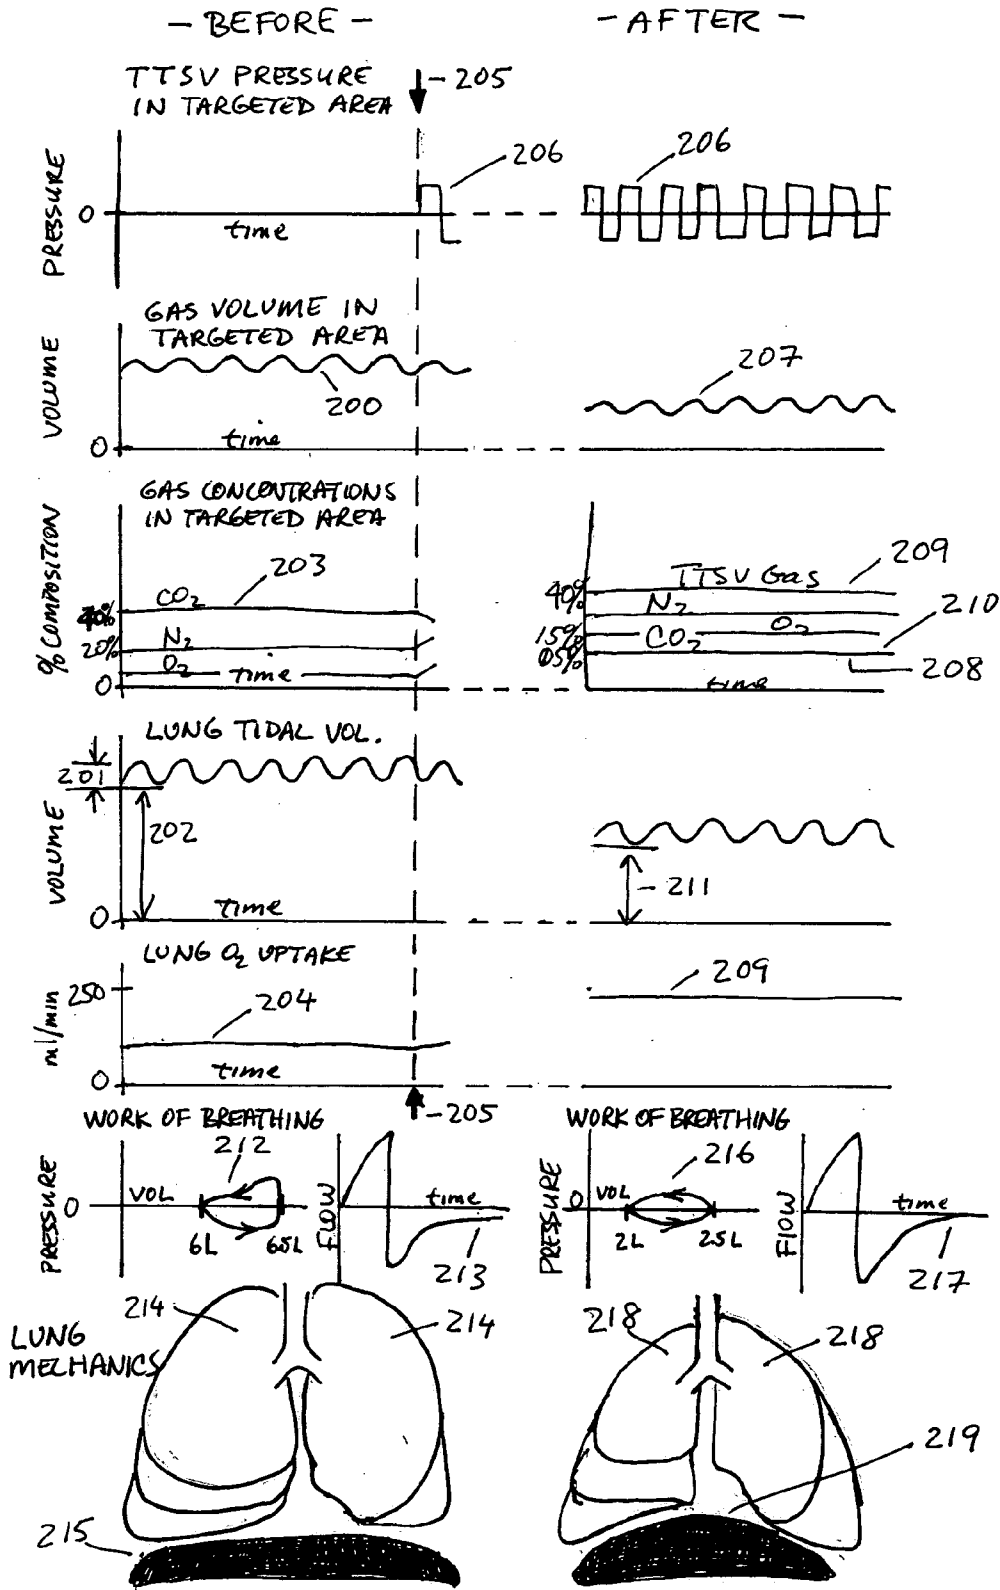 - BEFORE -
- AFTER -
TTSV PRESSURE
IN TARGETED AREA
- 205
206
206
PRESSURE
0
time
GAS VOLUME IN
TARGETED AREA
VOLUME
200
207
0
time
GAS CONCENTRATIONS
IN TARGETED AREA
% COMPOSITION
203
CO2
40%
N2
20%
O2
time
0
209
TTSV Gas
40%
N2
210
O2
15%
CO2
05%
208
time
LUNG TIDAL VOL.
201
202
VOLUME
- 211
0
time
LUNG O2 UPTAKE
ml/min
250
204
209
0
time
- 205
WORK OF BREATHING
212
PRESSURE
0
VOL
FLOW
time
6L
6.5L
213
WORK OF BREATHING
216
PRESSURE
0
VOL
FLOW
time
2L
2.5L
217
LUNG
MECHANICS
214
214
215
218
218
219